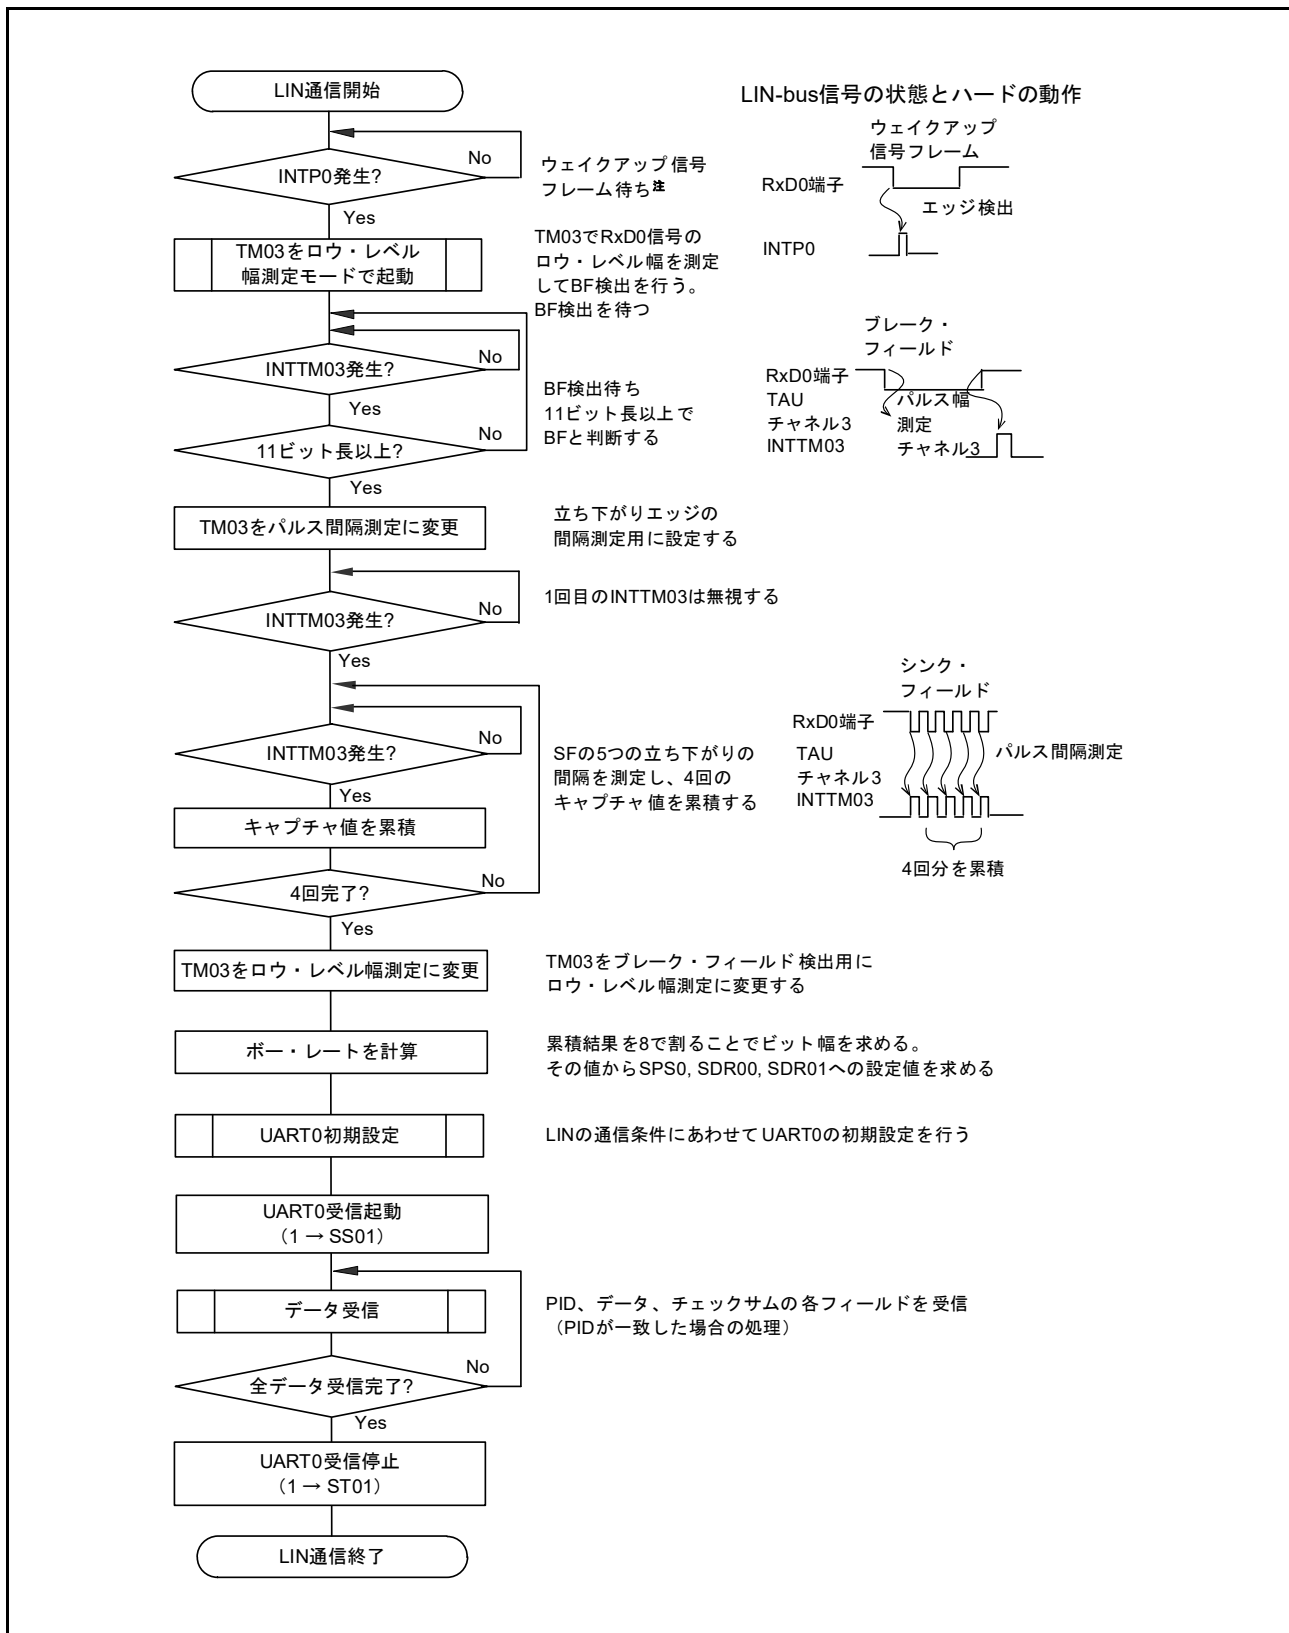 LIN通信開始
LIN-bus信号の状態とハードの動作
INTP0発生?
No
Yes
ウェイクアップ信号
フレーム待ち注
ウェイクアップ
信号フレーム
RxD0端子
エッジ検出
INTP0
TM03をロウ・レベル
幅測定モードで起動
TM03でRxD0信号の
ロウ・レベル幅を測定
してBF検出を行う。
BF検出を待つ
INTTM03発生?
No
Yes
11ビット長以上?
No
Yes
BF検出待ち
11ビット長以上で
BFと判断する
ブレーク・
フィールド
RxD0端子
TAU
チャネル3
INTTM03
パルス幅
測定
チャネル3
TM03をパルス間隔測定に変更
立ち下がりエッジの
間隔測定用に設定する
INTTM03発生?
No
Yes
1回目のINTTM03は無視する
INTTM03発生?
No
Yes
キャプチャ値を累積
4回完了?
No
Yes
SFの5つの立ち下がりの
間隔を測定し、4回の
キャプチャ値を累積する
シンク・
フィールド
RxD0端子
TAU
チャネル3
INTTM03
パルス間隔測定
4回分を累積
TM03をロウ・レベル幅測定に変更
TM03をブレーク・フィールド検出用に
ロウ・レベル幅測定に変更する
ボー・レートを計算
累積結果を8で割ることでビット幅を求める。
その値からSPS0, SDR00, SDR01への設定値を求める
UART0初期設定
LINの通信条件にあわせてUART0の初期設定を行う
UART0受信起動
（1 → SS01）
データ受信
PID、データ、チェックサムの各フィールドを受信
（PIDが一致した場合の処理）
全データ受信完了?
No
Yes
UART0受信停止
（1 → ST01）
LIN通信終了